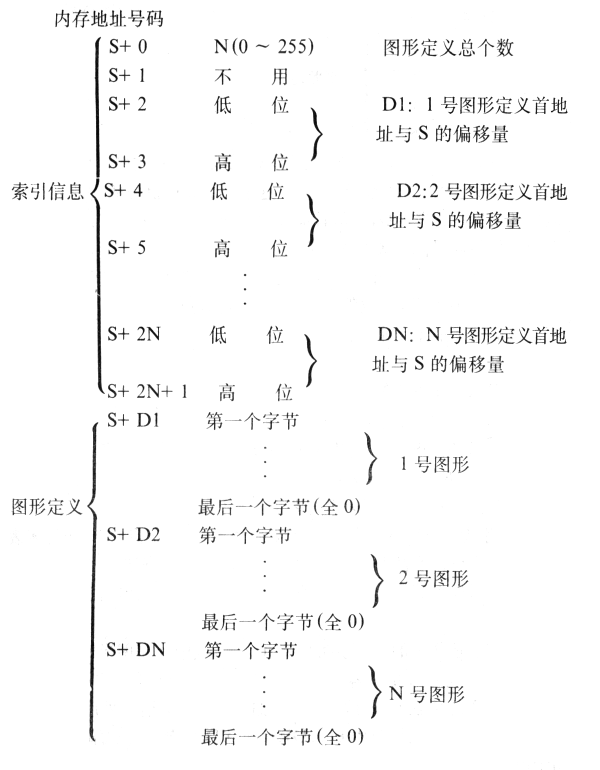 内存地址号码
S+ 0 N(0 ~ 255) 图形定义总个数
S+ 1 不 用
S+ 2 低 位 D1: 1 号图形定义首地
址与 S 的偏移量
S+ 3 高 位
索引信息 S+ 4 低 位 D2:2 号图形定义首地
址与 S 的偏移量
S+ 5 高 位
S+ 2N 低 位 DN: N 号图形定义首地
址与 S 的偏移量
S+ 2N+ 1 高 位
S+ D1 第一个字节
1 号图形
图形定义 最后一个字节(全 0)
S+ D2 第一个字节
2 号图形
最后一个字节(全 0)
S+ DN 第一个字节
N 号图形
最后一个字节(全 0)